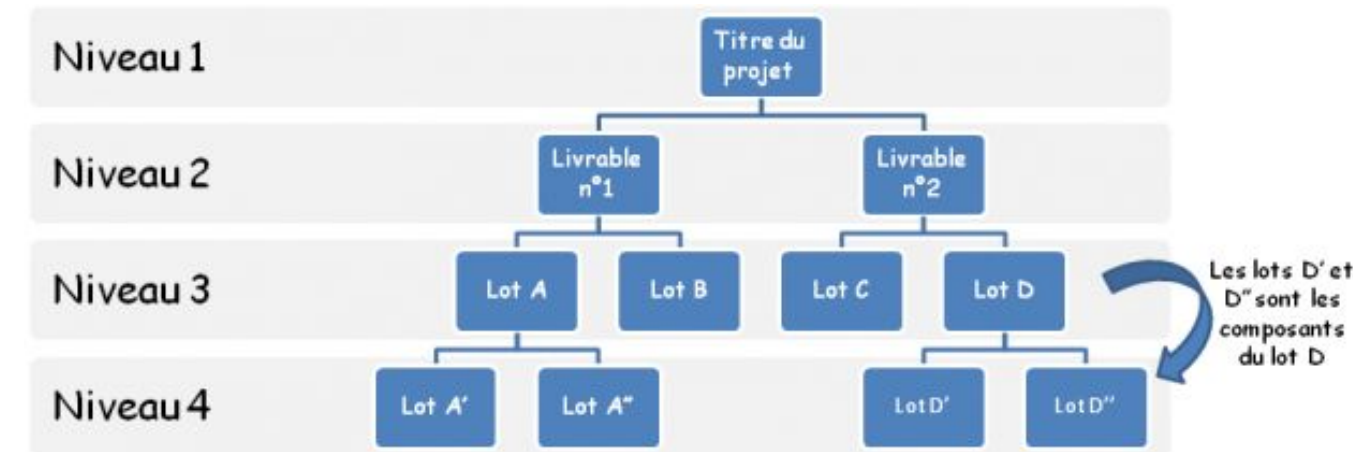 Niveau 1
Titre du
projet
Niveau 2
Livrable
n°1
Livrable
n°2
Niveau 3
Lot A
Lot B
Lot C
Lot D
Les lots D' et
D" sont les
composants
du lot D
Niveau 4
Lot A'
Lot A"
Lot D'
Lot D''